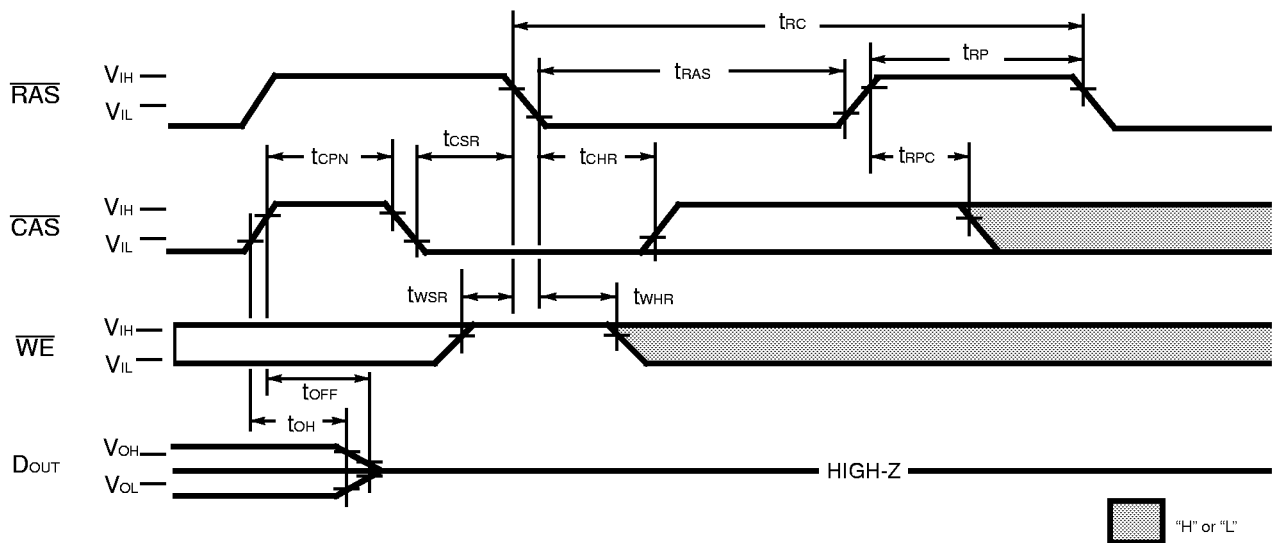 tRC
VIH
tRP
RAS
tRAS
VIL
tCSR
tCPN
tCHR
tRPC
VIH
CAS
VIL
tWSR
tWHR
VIH
WE
VIL
tOFF
tOH
VOH
DOUT
HIGH-Z
VOL
“H” or “L”